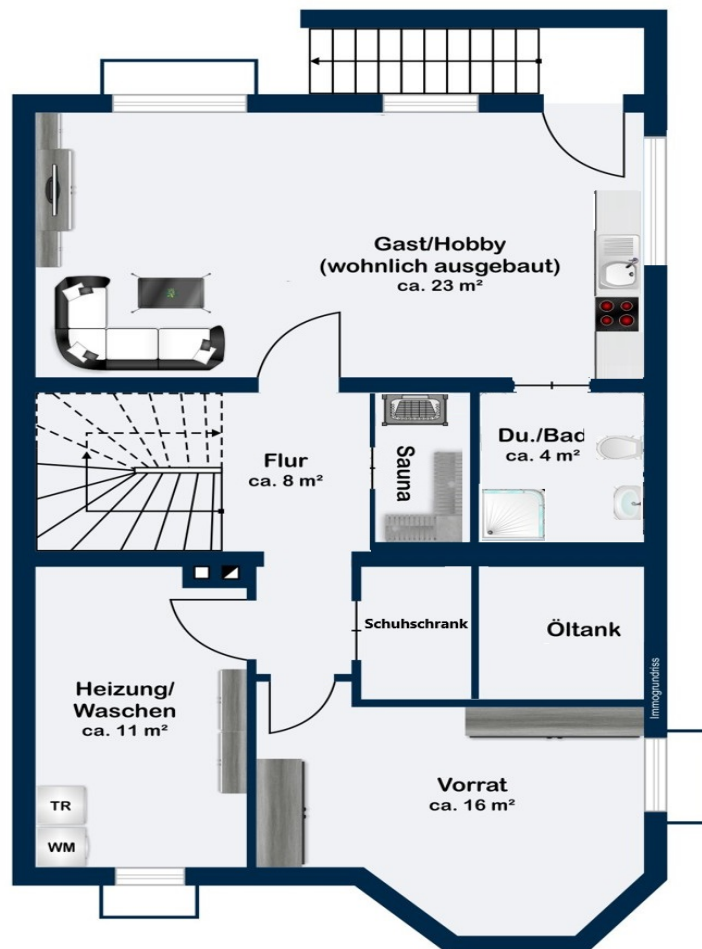 Gast/Hobby
(wohnlich ausgebaut)
ca. 23 m²
Flur
ca. 8 m²
Sauna
Du./Bad
ca. 4 m²
Schuhschrank
Öltank
Immogrundriss
Heizung/
Waschen
ca. 11 m²
Vorrat
ca. 16 m²
TR
WM